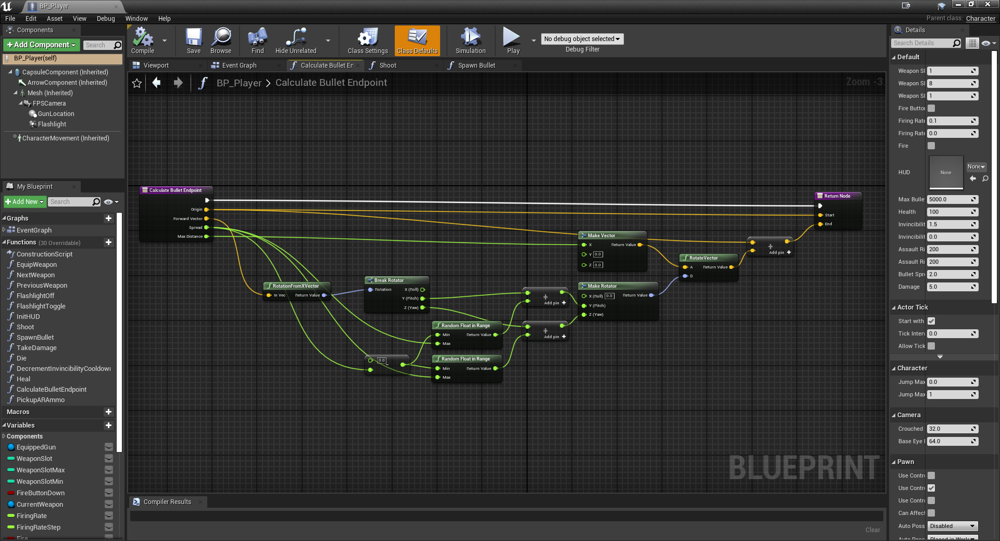 BP_Player
File Edit Asset View Debug Window Help
Parent class: Character
Components
+Add Component
Search
BP_Player(self)
CapsuleComponent (Inherited)
ArrowComponent (Inherited)
Mesh (Inherited)
FPSCamera
GunLocation
Flashlight
CharacterMovement (Inherited)
My Blueprint
+Add New
Search
Graphs
EventGraph
Functions (30 Overridable)
ConstructionScript
EquipWeapon
NextWeapon
PreviousWeapon
FlashlightOff
FlashlightToggle
InitHUD
Shoot
SpawnBullet
TakeDamage
Die
DecrementInvincibilityCooldown
Heal
CalculateBulletEndpoint
PickupARAmmo
Macros
Variables
Components
EquippedGun
WeaponSlot
WeaponSlotMax
WeaponSlotMin
FireButtonDown
CurrentWeapon
FiringRate
FiringRateStep
Fire
Compile
Save
Browse
Find
Hide Unrelated
Class Settings
Class Defaults
Simulation
Play
No debug object selected
Debug Filter
Viewport
Event Graph
Calculate Bullet Er
Shoot
Spawn Bullet
BP_Player > Calculate Bullet Endpoint
Zoom -3
Calculate Bullet Endpoint
Origin
Forward Vector
Spread
Max Distance
RotationFromXVector
In Vec Return Value
Break Rotator
Rotation X (Roll)
Y (Pitch)
Z (Yaw)
0.0
-
Random Float in Range
Min Return Value
Max
Random Float in Range
Min Return Value
Max
+
Add pin +
+
Add pin +
Make Vector
X Return Value
Y 0.0
Z 0.0
Make Rotator
X (Roll) 0.0 Return Value
Y (Pitch)
Z (Yaw)
RotateVector
A Return Value
B
+
Add pin +
Return Node
Start
End
BLUEPRINT
Compiler Results
Clear
Details
Search Details
Default
Weapon Sl 1
Weapon Sl 8
Weapon Sl 1
Fire Buttor
Firing Rate 0.1
Firing Rate 0.0
Fire
HUD None None
Max Bulle 5000.0
Health 100
Invincibilit 1.5
Invincibilit 0.0
Assault Ri 200
Assault Ri 200
Bullet Spre 2.0
Damage 5.0
Actor Tick
Start with
Tick Interv 0.0
Allow Tick
Character
Jump Max 0.0
Jump Max 1
Camera
Crouched 32.0
Base Eye 64.0
Pawn
Use Contro
Use Contro
Use Contro
Can Affect
Auto Poss Disabled
Auto Poss Placed in World